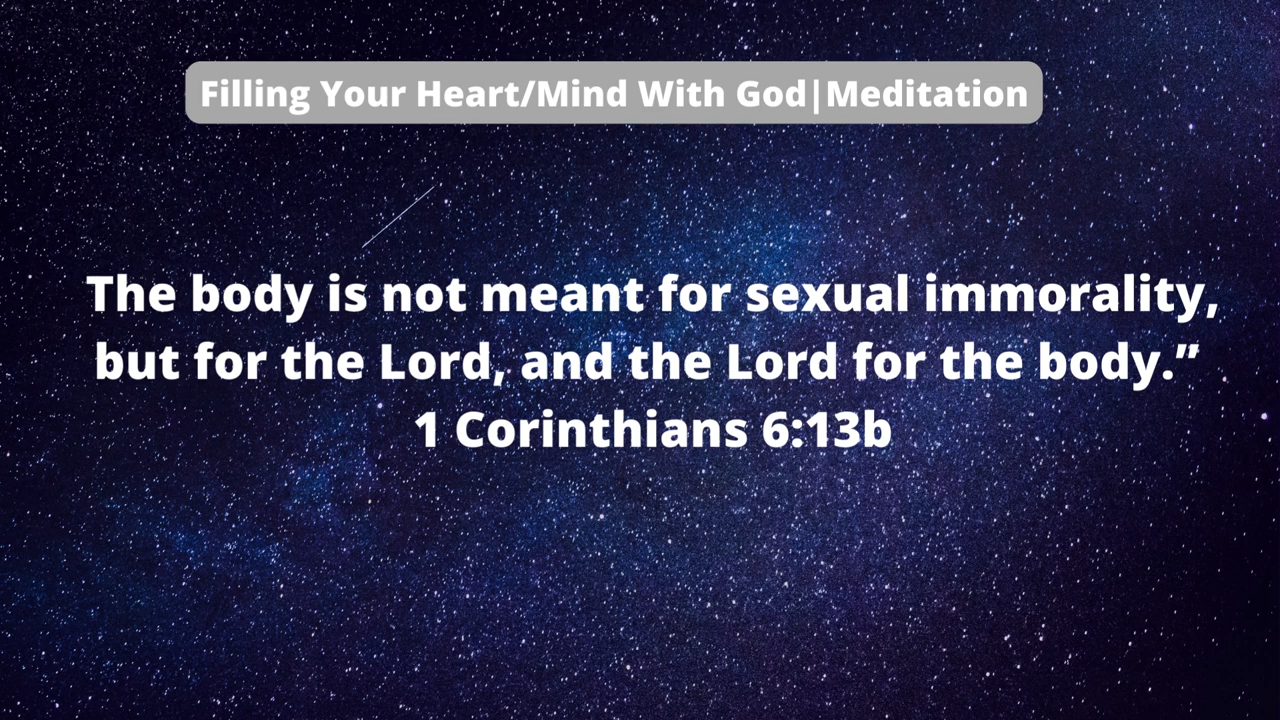 Filling Your Heart/Mind With God|Meditation
The body is not meant for sexual immorality,
but for the Lord, and the Lord for the body.”
1 Corinthians 6:13b